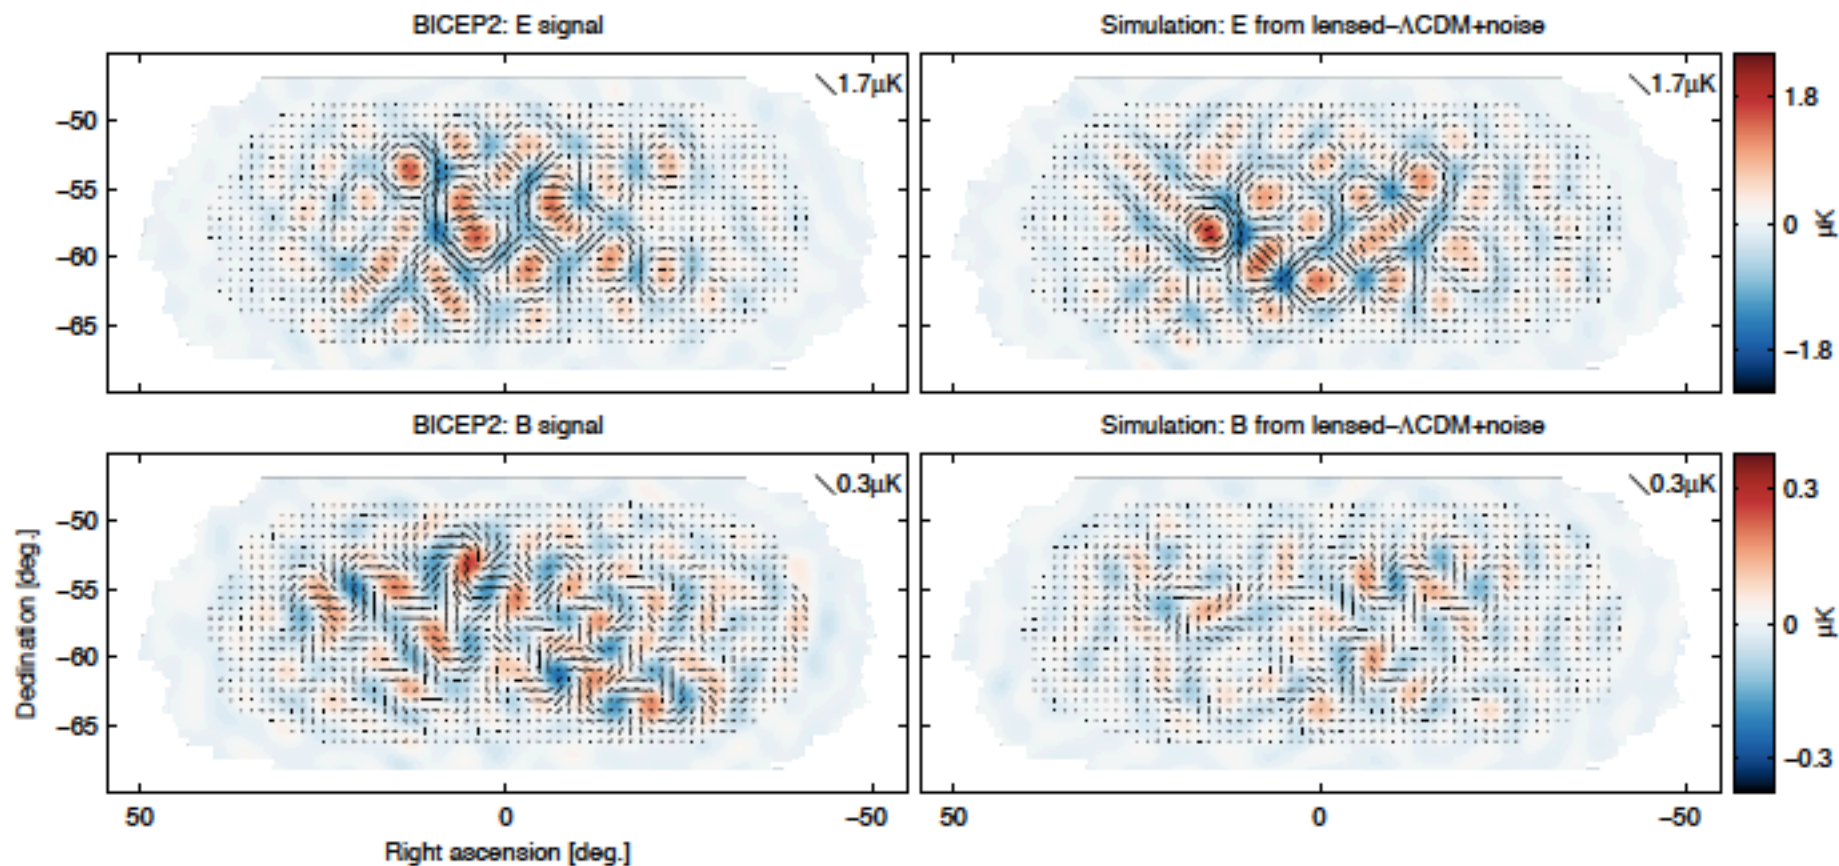 BICEP2: E signal
Simulation: E from lensed−ΛCDM+noise
1.7μK
1.7μK
−50
−55
−60
−65
1.8
0
−1.8
μK
BICEP2: B signal
Simulation: B from lensed−ΛCDM+noise
0.3μK
0.3μK
Declination [deg.]
−50
−55
−60
−65
0.3
0
−0.3
μK
50
0
−50
50
0
−50
Right ascension [deg.]